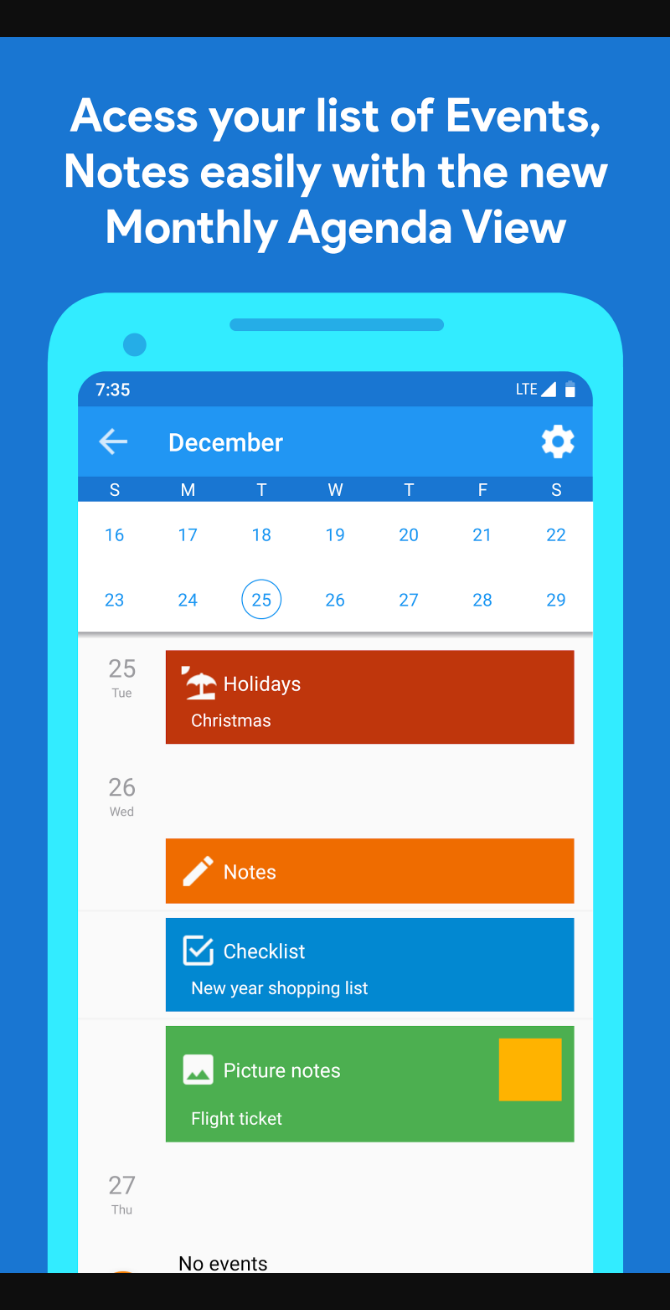 Acess your list of Events,
Notes easily with the new
Monthly Agenda View
7:35 LTE
December
S M T W T F S
16 17 18 19 20 21 22
23 24 25 26 27 28 29
25
Tue
Holidays
Christmas
26
Wed
Notes
Checklist
New year shopping list
Picture notes
Flight ticket
27
Thu
No events